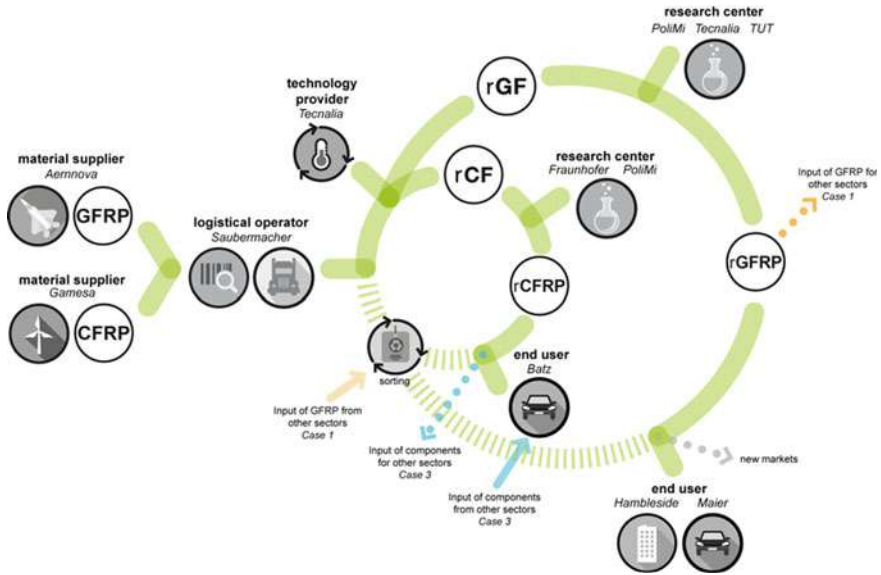 research center
PoliMi Tecnalia TUT
rGF
technology
provider
Tecnalia
rCF
research center
Fraunhofer PoliMi
material supplier
Aernnova
GFRP
logistical operator
Saubermacher
Input of GFRP for
other sectors
Case 1
rGFRP
material supplier
Gamesa
CFRP
rCFRP
sorting
end user
Batz
Input of GFRP from
other sectors
Case 1
Input of components
for other sectors
Case 3
Input of components
from other sectors
Case 3
new markets
end user
Hambleside Maier